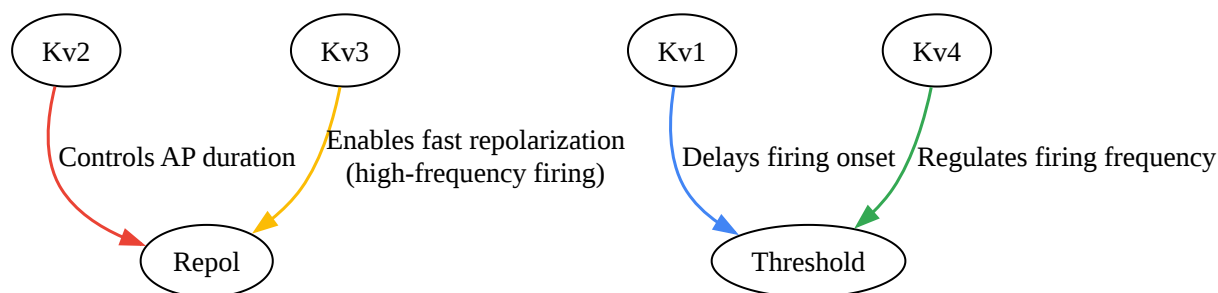 Kv2
Kv3
Kv1
Kv4
Controls AP duration
Enables fast repolarization
(high-frequency firing)
Delays firing onset
Regulates firing frequency
Repol
Threshold